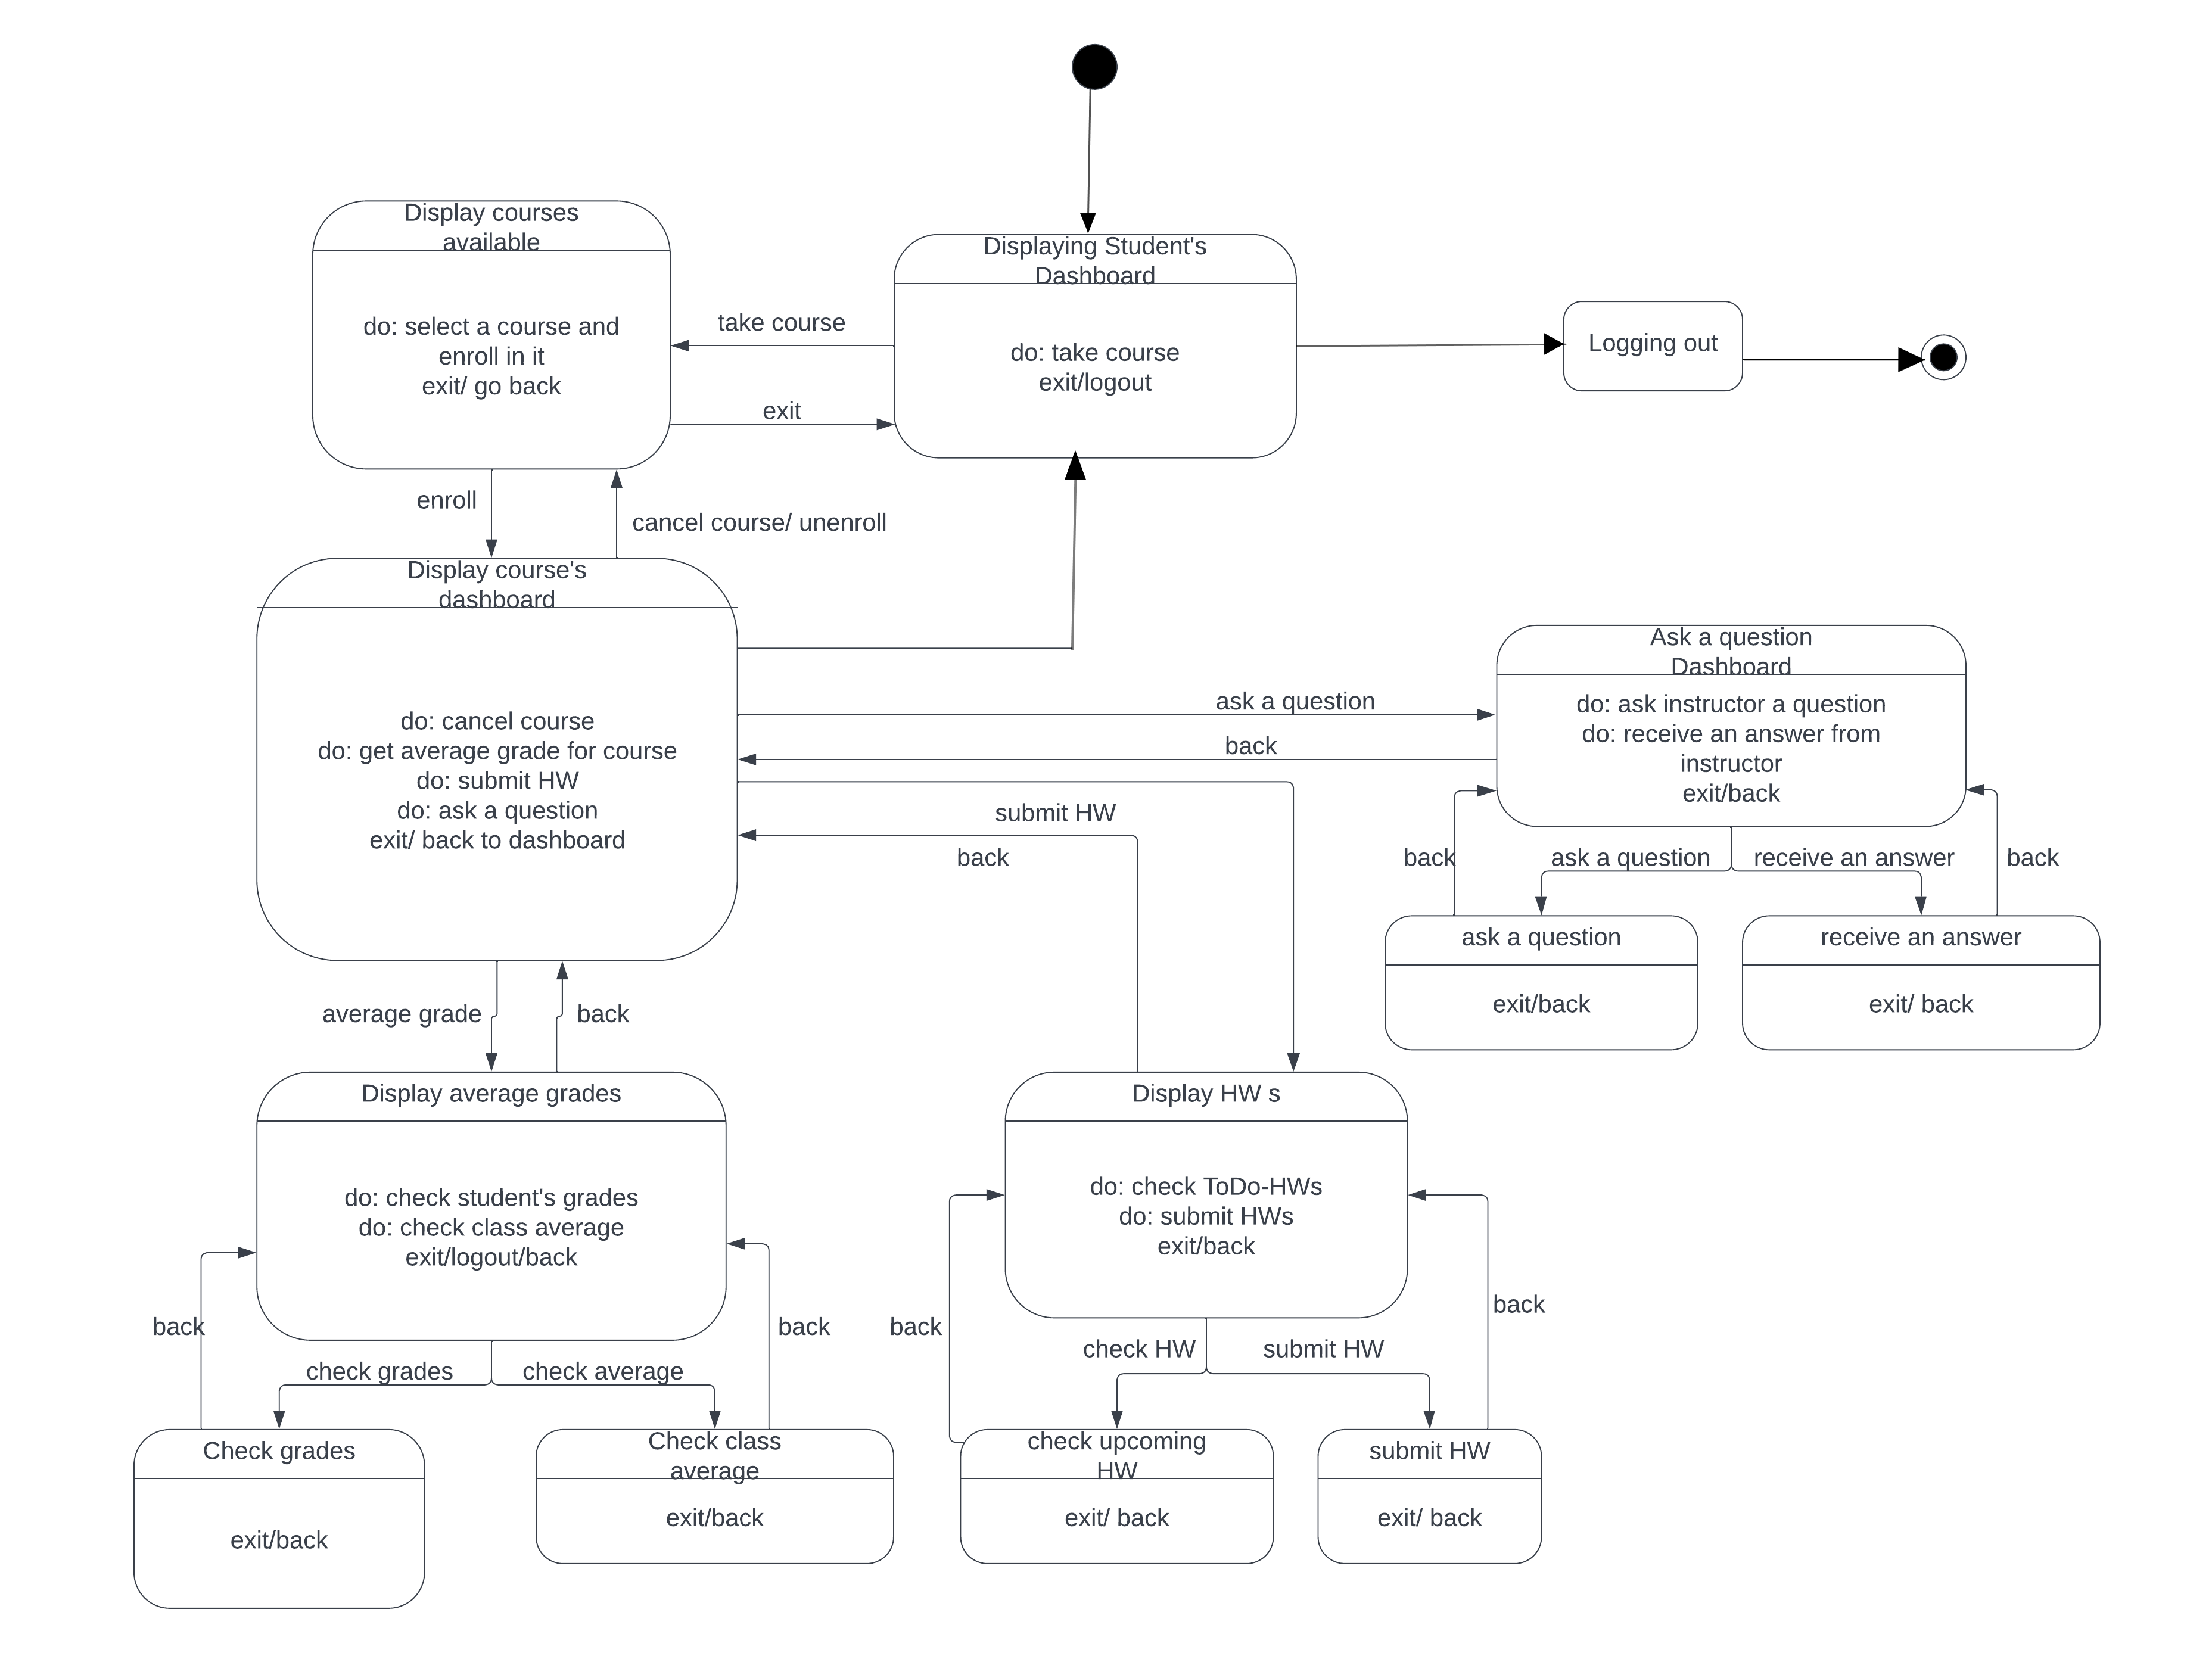 Display courses
available
do: select a course and
enroll in it
exit/ go back
take course
exit
Displaying Student's
Dashboard
do: take course
exit/logout
Logging out
enroll
cancel course/ unenroll
Display course's
dashboard
do: cancel course
do: get average grade for course
do: submit HW
do: ask a question
exit/ back to dashboard
ask a question
back
submit HW
back
Ask a question
Dashboard
do: ask instructor a question
do: receive an answer from
instructor
exit/back
back
ask a question
receive an answer
back
ask a question
exit/back
receive an answer
exit/ back
average grade
back
Display average grades
do: check student's grades
do: check class average
exit/logout/back
back
check grades
check average
back
Check grades
exit/back
Check class
average
exit/back
Display HW s
do: check ToDo-HWs
do: submit HWs
exit/back
back
check HW
submit HW
back
check upcoming
HW
exit/ back
submit HW
exit/ back